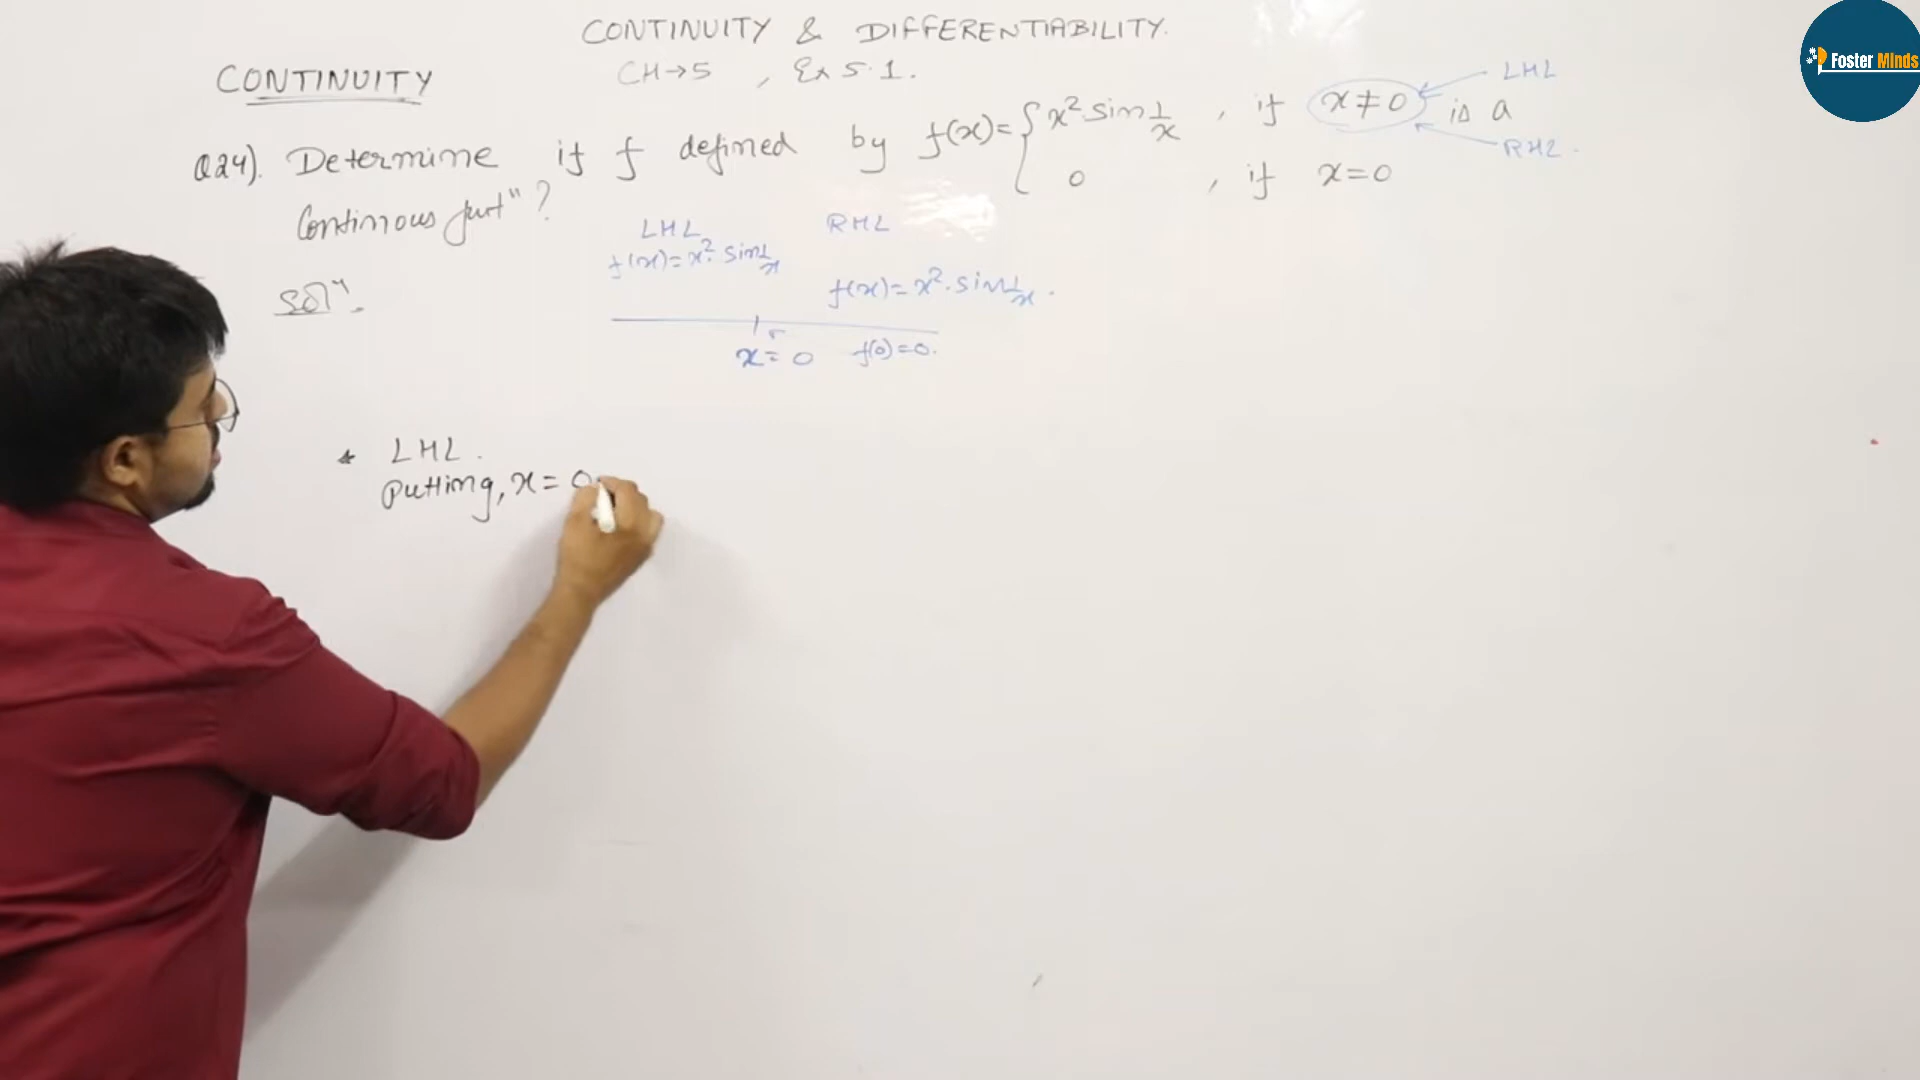 CONTINUITY & DIFFERENTIABILITY.
CH→5 , Ex 5.1.
CONTINUITY
Foster Minds
LHL
Q24). Determine if f defined by f(x)= { x² sin 1/x , if x≠0 is a
RHL.
0 , if x=0
Continous funtⁿ?
LHL RHL
f(x)=x². sin 1/x
f(x)=x². sin 1/x .
solⁿ.
x=0 f(0)=0.
* LHL.
putting, x=0